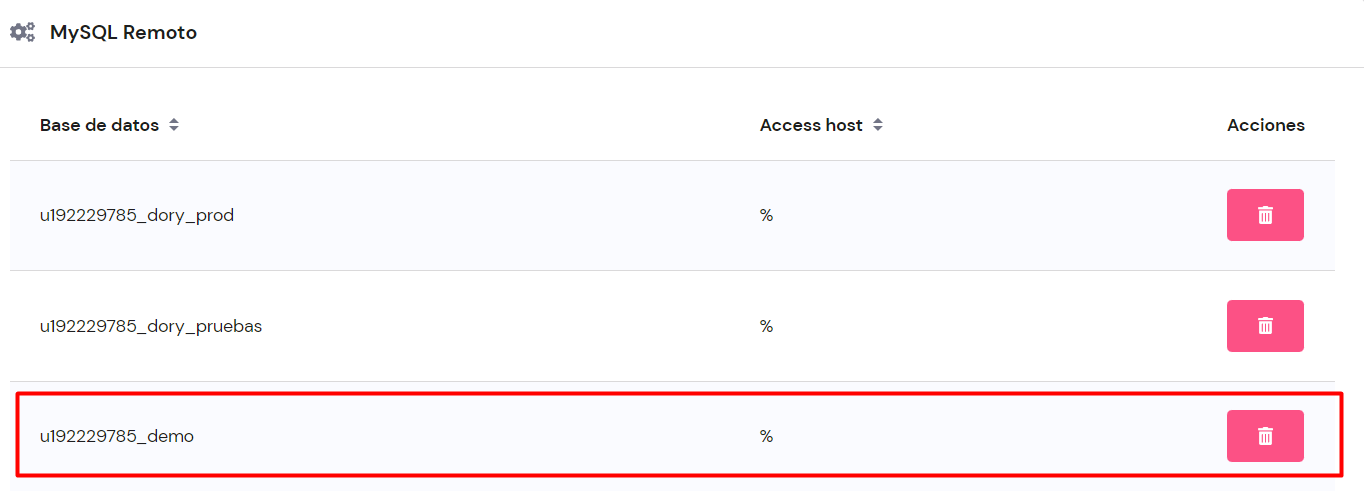 MySQL Remoto
Base de datos Access host Acciones
u192229785_dory_prod %
u192229785_dory_pruebas %
u192229785_demo %